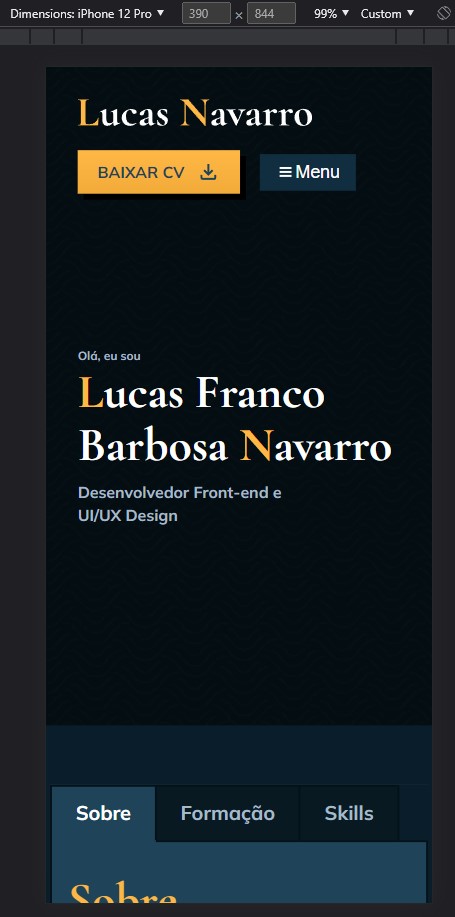 Dimensions: iPhone 12 Pro ▼ 390 × 844 99% ▼ Custom ▼
Lucas Navarro
BAIXAR CV ≡ Menu
Olá, eu sou
Lucas Franco
Barbosa Navarro
Desenvolvedor Front-end e
UI/UX Design
Sobre Formação Skills
Sobre